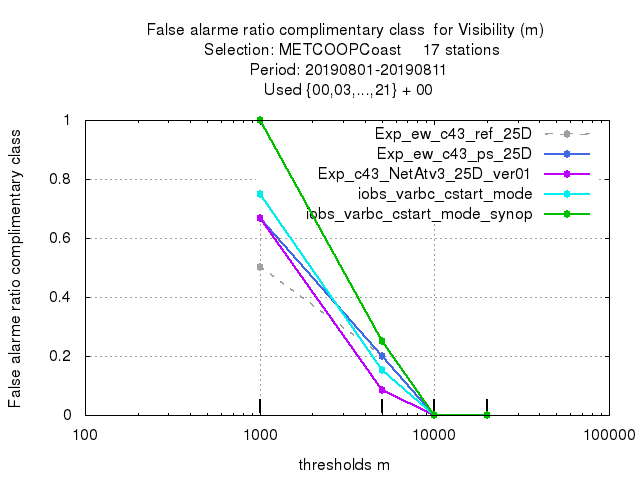 False alarme ratio complimentary class  for Visibility (m)
Selection: METCOOPCoast     17 stations
Period: 20190801-20190811
Used {00,03,...,21} + 00
False alarme ratio complimentary class
1
0.8
0.6
0.4
0.2
0
Exp_ew_c43_ref_25D
Exp_ew_c43_ps_25D
Exp_c43_NetAtv3_25D_ver01
iobs_varbc_cstart_mode
iobs_varbc_cstart_mode_synop
100 1000 10000 100000
thresholds m